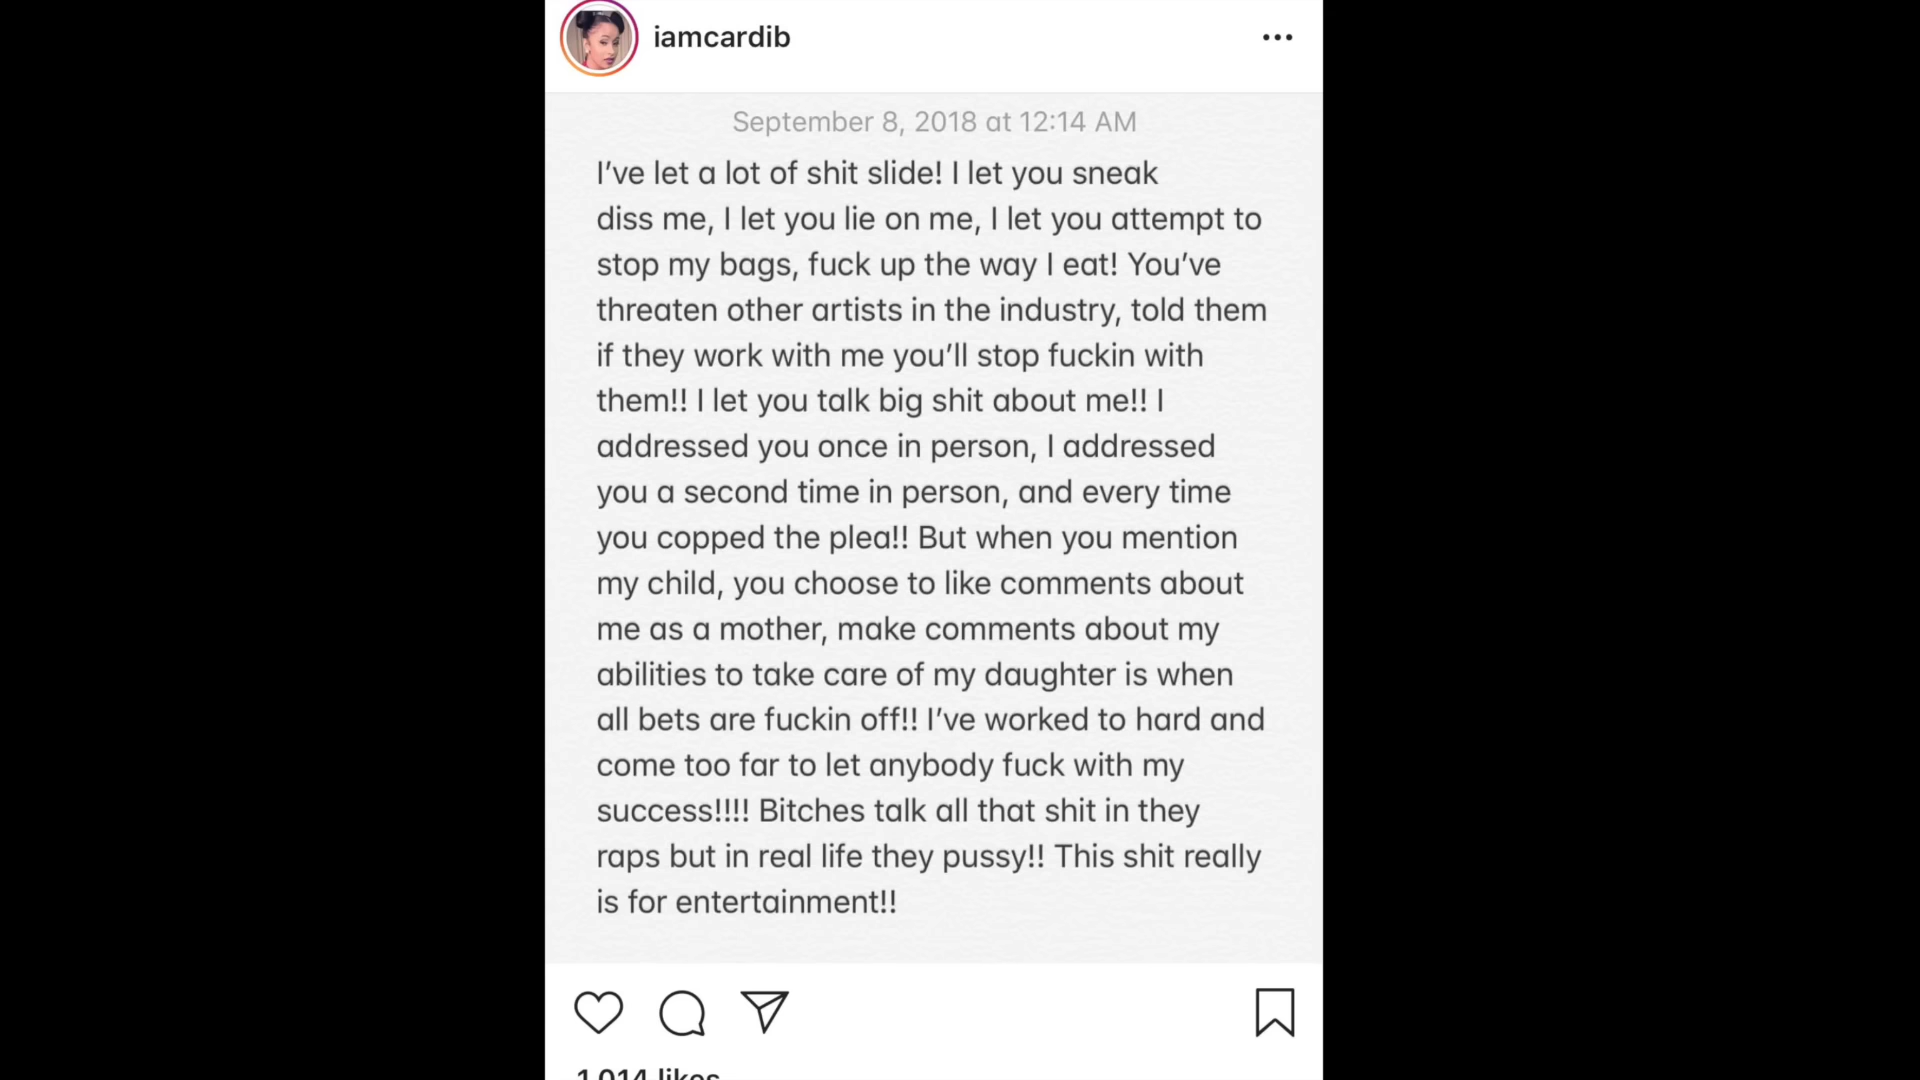 iamcardib
September 8, 2018 at 12:14 AM
I’ve let a lot of shit slide! I let you sneak
diss me, I let you lie on me, I let you attempt to
stop my bags, fuck up the way I eat! You’ve
threaten other artists in the industry, told them
if they work with me you’ll stop fuckin with
them!! I let you talk big shit about me!! I
addressed you once in person, I addressed
you a second time in person, and every time
you copped the plea!! But when you mention
my child, you choose to like comments about
me as a mother, make comments about my
abilities to take care of my daughter is when
all bets are fuckin off!! I’ve worked to hard and
come too far to let anybody fuck with my
success!!!! Bitches talk all that shit in they
raps but in real life they pussy!! This shit really
is for entertainment!!
1,014 likes